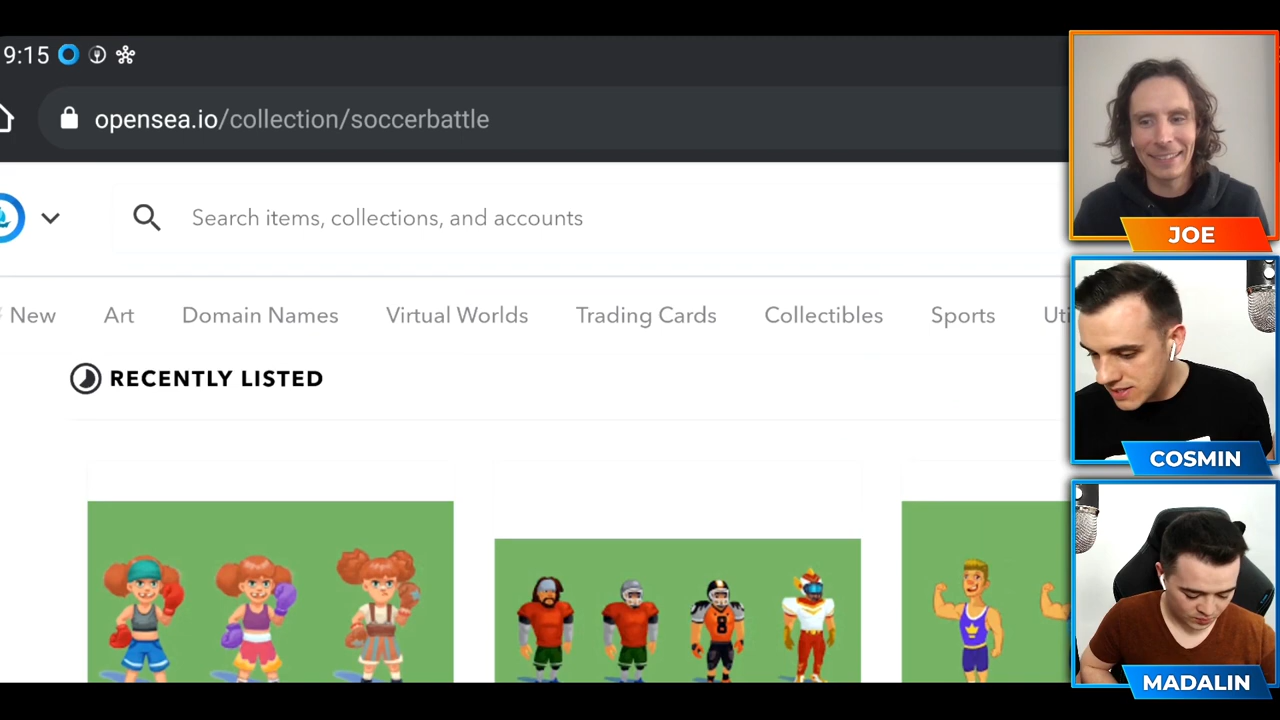 9:15
opensea.io/collection/soccerbattle
Search items, collections, and accounts
New Art Domain Names Virtual Worlds Trading Cards Collectibles Sports
RECENTLY LISTED
8
JOE
COSMIN
MADALIN